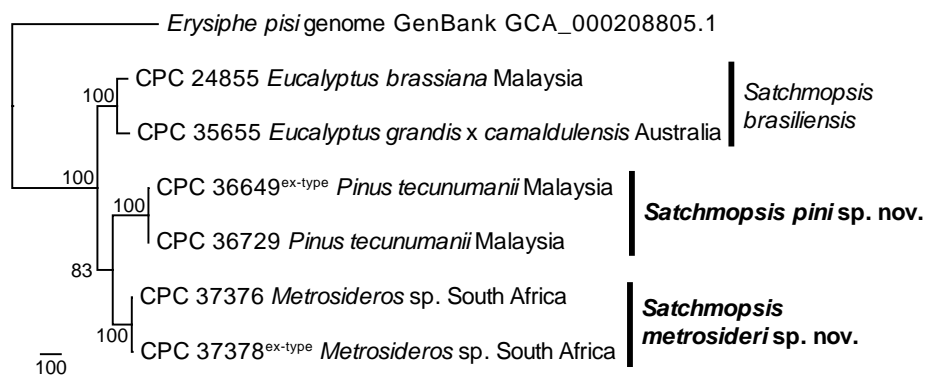 Erysiphe pisi genome GenBank GCA_000208805.1
CPC 24855 Eucalyptus brassiana Malaysia
100
Satchmopsis
brasiliensis
CPC 35655 Eucalyptus grandis x camaldulensis Australia
100
CPC 36649ex-type Pinus tecunumanii Malaysia
100
Satchmopsis pini sp. nov.
CPC 36729 Pinus tecunumanii Malaysia
83
CPC 37376 Metrosideros sp. South Africa
Satchmopsis
metrosideri sp. nov.
100
CPC 37378ex-type Metrosideros sp. South Africa
100